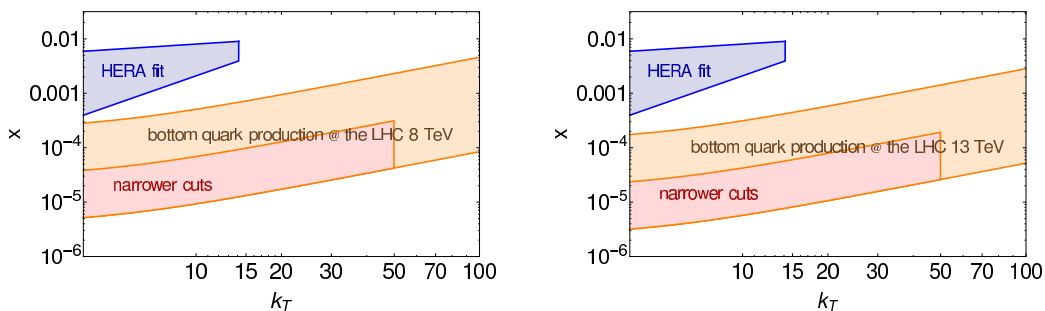 0.01
0.001
10⁻⁴
10⁻⁵
10⁻⁶
x
HERA fit
bottom quark production @ the LHC 8 TeV
narrower cuts
10 15 20 30 50 70 100
k_T
0.01
0.001
10⁻⁴
10⁻⁵
10⁻⁶
x
HERA fit
bottom quark production @ the LHC 13 TeV
narrower cuts
10 15 20 30 50 70 100
k_T